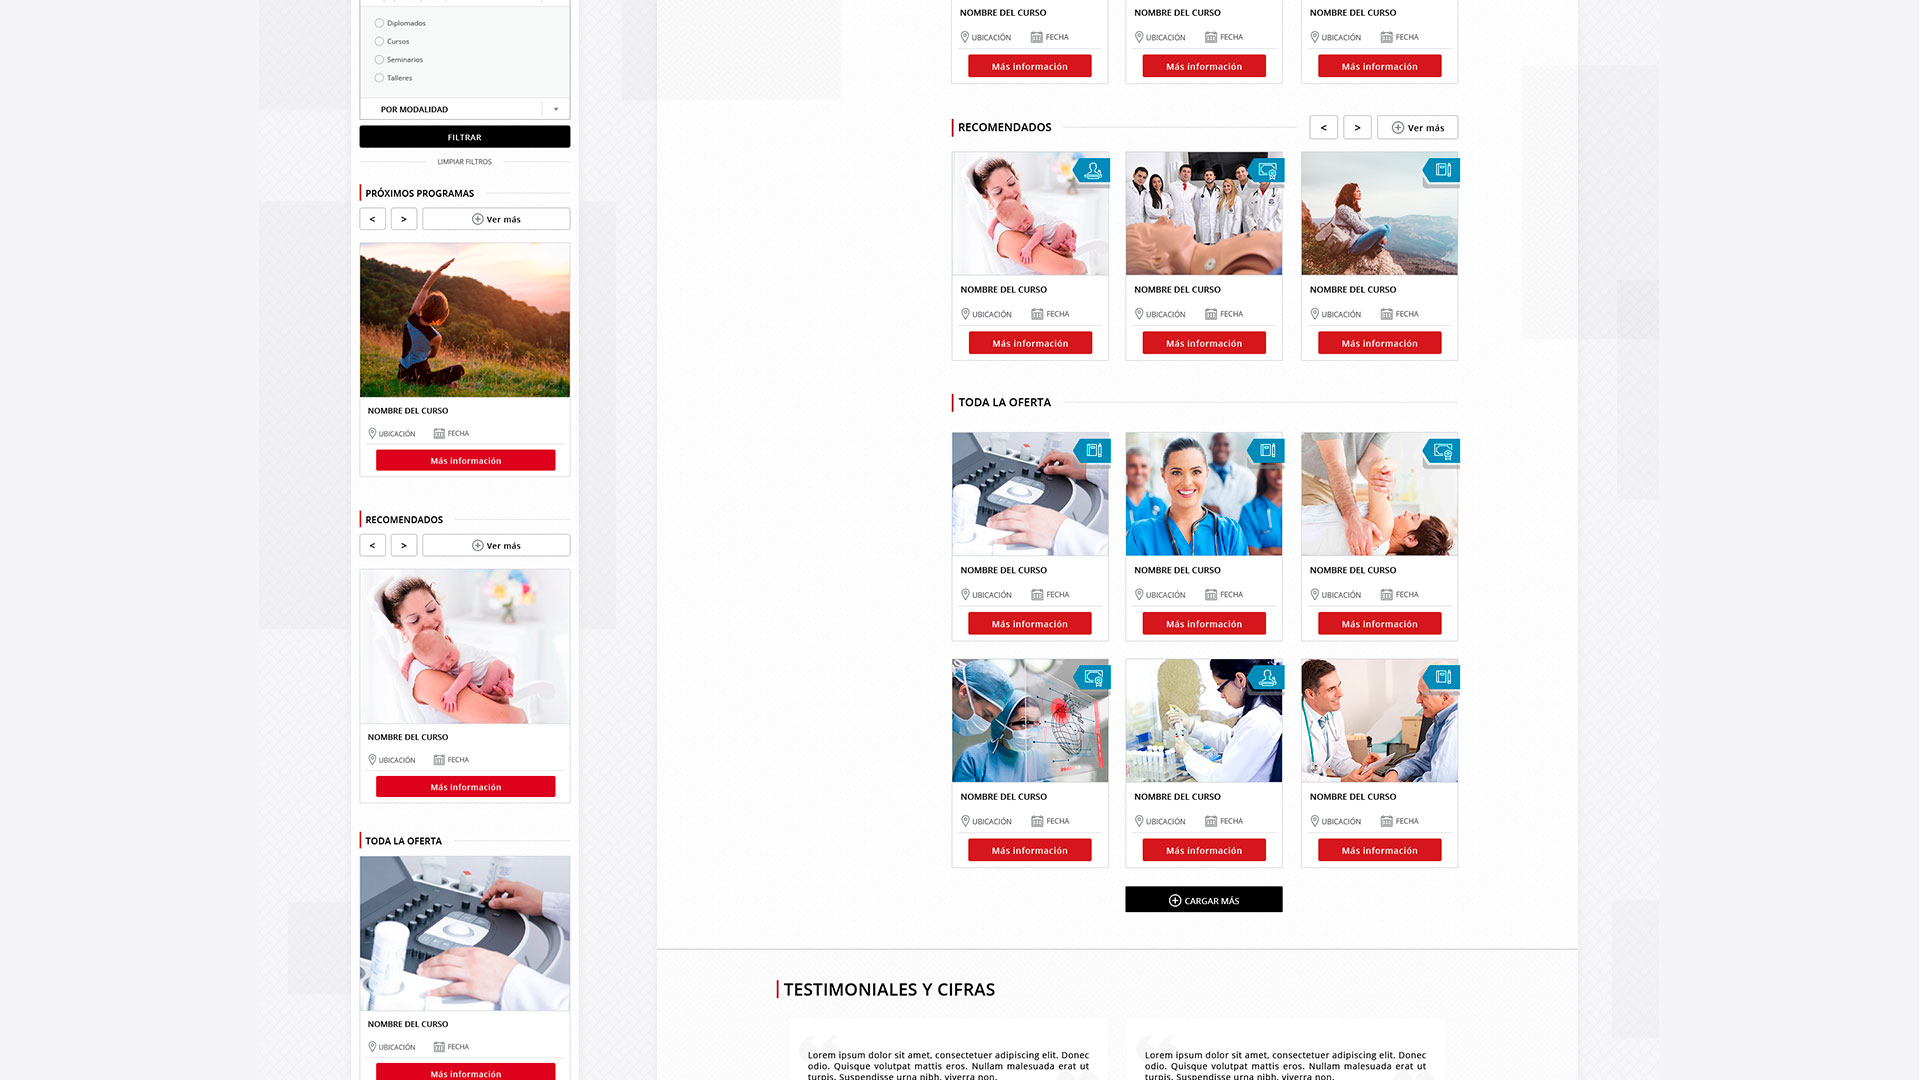 Diplomados
Cursos
Seminarios
Talleres
POR MODALIDAD
FILTRAR
LIMPIAR FILTROS
PRÓXIMOS PROGRAMAS
< > Ver más
NOMBRE DEL CURSO
UBICACIÓN FECHA
Más información
RECOMENDADOS
< > Ver más
NOMBRE DEL CURSO
UBICACIÓN FECHA
Más información
TODA LA OFERTA
NOMBRE DEL CURSO
UBICACIÓN FECHA
Más información
NOMBRE DEL CURSO NOMBRE DEL CURSO NOMBRE DEL CURSO
UBICACIÓN FECHA UBICACIÓN FECHA UBICACIÓN FECHA
Más información Más información Más información
RECOMENDADOS < > Ver más
NOMBRE DEL CURSO NOMBRE DEL CURSO NOMBRE DEL CURSO
UBICACIÓN FECHA UBICACIÓN FECHA UBICACIÓN FECHA
Más información Más información Más información
TODA LA OFERTA
NOMBRE DEL CURSO NOMBRE DEL CURSO NOMBRE DEL CURSO
UBICACIÓN FECHA UBICACIÓN FECHA UBICACIÓN FECHA
Más información Más información Más información
NOMBRE DEL CURSO NOMBRE DEL CURSO NOMBRE DEL CURSO
UBICACIÓN FECHA UBICACIÓN FECHA UBICACIÓN FECHA
Más información Más información Más información
CARGAR MÁS
TESTIMONIALES Y CIFRAS
Lorem ipsum dolor sit amet, consectetuer adipiscing elit. Donec
odio. Quisque volutpat mattis eros. Nullam malesuada erat ut
turpis. Suspendisse urna nibh, viverra non,
Lorem ipsum dolor sit amet, consectetuer adipiscing elit. Donec
odio. Quisque volutpat mattis eros. Nullam malesuada erat ut
turpis. Suspendisse urna nibh, viverra non,